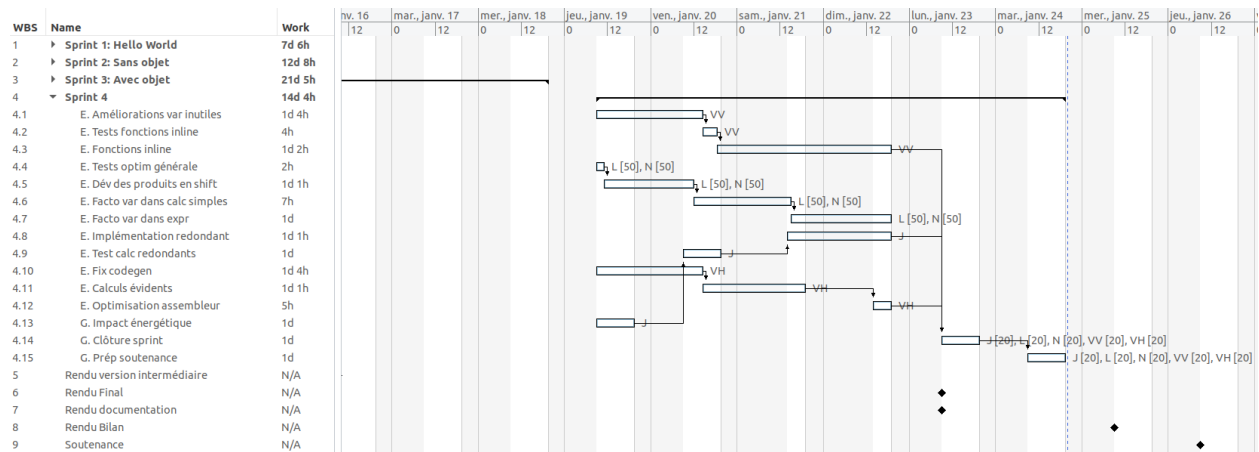 nv. 16 mar., janv. 17 mer., janv. 18 jeu., janv. 19 ven., janv. 20 sam., janv. 21 dim., janv. 22 lun., janv. 23 mar., janv. 24 mer., janv. 25 jeu., janv. 26
WBS Name Work 12 0 12 0 12 0 12 0 12 0 12 0 12 0 12 0 12 0 12 0 12
1 Sprint 1: Hello World 7d 6h
2 Sprint 2: Sans objet 12d 8h
3 Sprint 3: Avec objet 21d 5h
4 Sprint 4 14d 4h
4.1 E. Améliorations var inutiles 1d 4h VV
4.2 E. Tests fonctions inline 4h VV
4.3 E. Fonctions inline 1d 2h VV
4.4 E. Tests optim générale 2h L [50], N [50]
4.5 E. Dév des produits en shift 1d 1h L [50], N [50]
4.6 E. Facto var dans calc simples 7h L [50], N [50]
4.7 E. Facto var dans expr 1d L [50], N [50]
4.8 E. Implémentation redondant 1d 1h J
4.9 E. Test calc redondants 1d J
4.10 E. Fix codegen 1d 4h VH
4.11 E. Calculs évidents 1d 1h VH
4.12 E. Optimisation assembleur 5h VH
4.13 G. Impact énergétique 1d J
4.14 G. Clôture sprint 1d J [20], L [20], N [20], VV [20], VH [20]
4.15 G. Prép soutenance 1d J [20], L [20], N [20], VV [20], VH [20]
5 Rendu version intermédiaire N/A
6 Rendu Final N/A
7 Rendu documentation N/A
8 Rendu Bilan N/A
9 Soutenance N/A